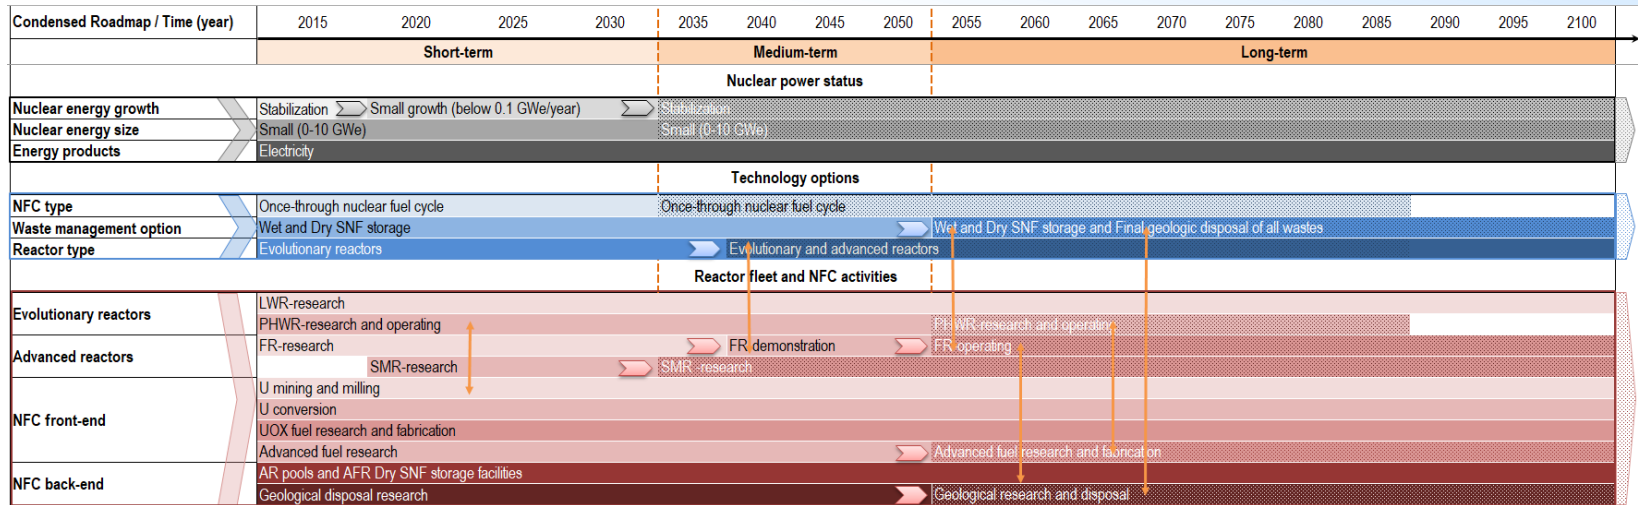 Condensed Roadmap / Time (year) 2015 2020 2025 2030 2035 2040 2045 2050 2055 2060 2065 2070 2075 2080 2085 2090 2095 2100
Short-term Medium-term Long-term
Nuclear power status
Nuclear energy growth Stabilization Small growth (below 0.1 GWe/year) Stabilization
Nuclear energy size Small (0-10 GWe) Small (0-10 GWe)
Energy products Electricity
Technology options
NFC type Once-through nuclear fuel cycle Once-through nuclear fuel cycle
Waste management option Wet and Dry SNF storage Wet and Dry SNF storage and Final geologic disposal of all wastes
Reactor type Evolutionary reactors Evolutionary and advanced reactors
Reactor fleet and NFC activities
Evolutionary reactors LWR-research
PHWR-research and operating PHWR-research and operating
Advanced reactors FR-research FR demonstration FR-operating
SMR-research SMR -research
NFC front-end U mining and milling
U conversion
UOX fuel research and fabrication
Advanced fuel research Advanced fuel research and fabrication
NFC back-end AR pools and AFR Dry SNF storage facilities
Geological disposal research Geological research and disposal